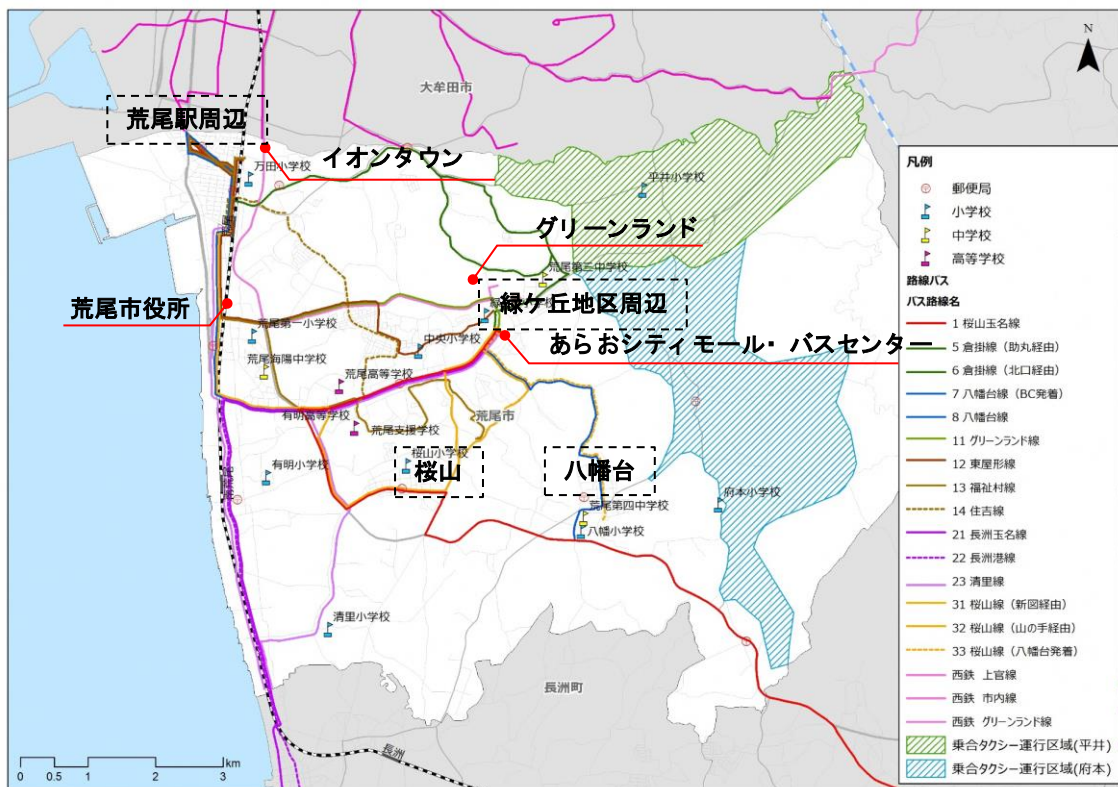 N
大牟田市
荒尾駅周辺
イオンタウン
万田小学校
平井小学校
グリーンランド
荒尾第三中学校
緑ケ丘地区周辺
荒尾市役所
荒尾第一小学校
中央小学校
あらおシティモール・バスセンター
荒尾海陽中学校
荒尾高等学校
有明高等学校
荒尾市
荒尾支援学校
桜山小学校
有明小学校
桜山
八幡台
府本小学校
荒尾第四中学校
八幡小学校
南荒尾
清里小学校
長洲町
長洲
0 0.5 1 2 3 km
凡例
郵便局
小学校
中学校
高等学校
路線バス
バス路線名
1 桜山玉名線
5 倉掛線（助丸経由）
6 倉掛線（北口経由）
7 八幡台線（BC発着）
8 八幡台線
11 グリーンランド線
12 東屋形線
13 福祉村線
14 住吉線
21 長洲玉名線
22 長洲港線
23 清里線
31 桜山線（新図経由）
32 桜山線（山の手経由）
33 桜山線（八幡台発着）
西鉄 上官線
西鉄 市内線
西鉄 グリーンランド線
乗合タクシー運行区域(平井)
乗合タクシー運行区域(府本)